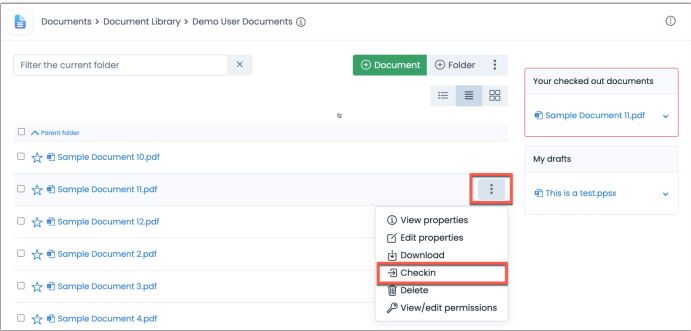 Documents > Document Library > Demo User Documents
Filter the current folder
Document
Folder
Your checked out documents
Sample Document 11.pdf
Parent folder
Sample Document 10.pdf
My drafts
Sample Document 11.pdf
This is a test.ppsx
Sample Document 12.pdf
View properties
Edit properties
Sample Document 2.pdf
Download
Checkin
Sample Document 3.pdf
Delete
View/edit permissions
Sample Document 4.pdf